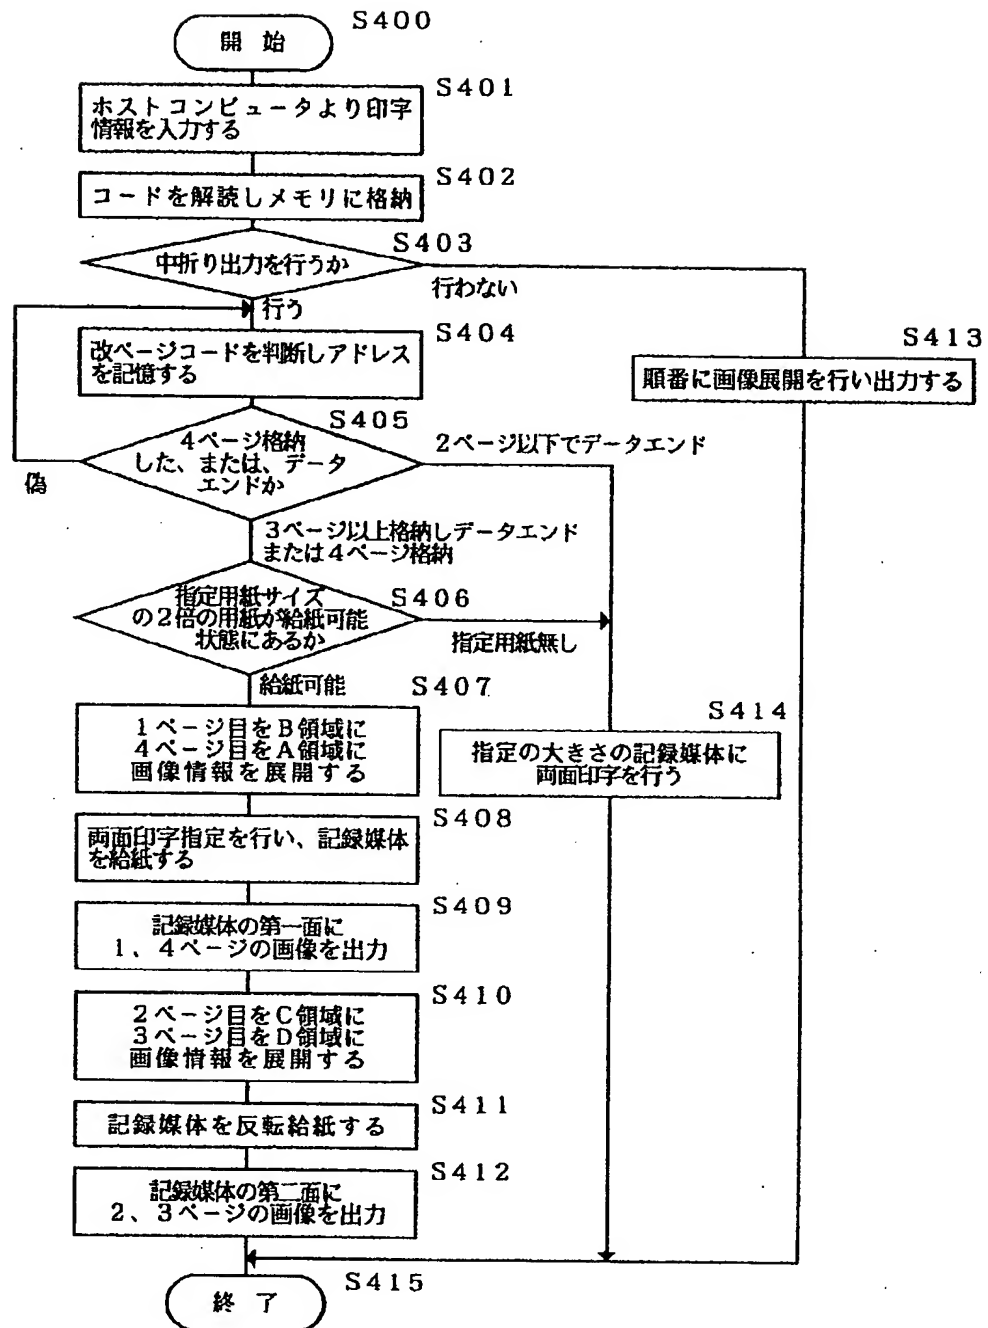 S400
開 始
S401
ホストコンピュータより印字
情報を入力する
S402
コードを解読しメモリに格納
S403
中折り出力を行うか
行わない
行う
S404
改ページコードを判断しアドレス
を記憶する
S413
順番に画像展開を行い出力する
S405
4ページ格納
した、または、データ
エンドか
2ページ以下でデータエンド
偽
3ページ以上格納しデータエンド
または4ページ格納
S406
指定用紙サイズ
の2倍の用紙が給紙可能
状態にあるか
指定用紙無し
給紙可能
S407
1ページ目をB領域に
4ページ目をA領域に
画像情報を展開する
S414
指定の大きさの記録媒体に
両面印字を行う
S408
両面印字指定を行い、記録媒体
を給紙する
S409
記録媒体の第一面に
1、4ページの画像を出力
S410
2ページ目をC領域に
3ページ目をD領域に
画像情報を展開する
S411
記録媒体を反転給紙する
S412
記録媒体の第二面に
2、3ページの画像を出力
S415
終 了